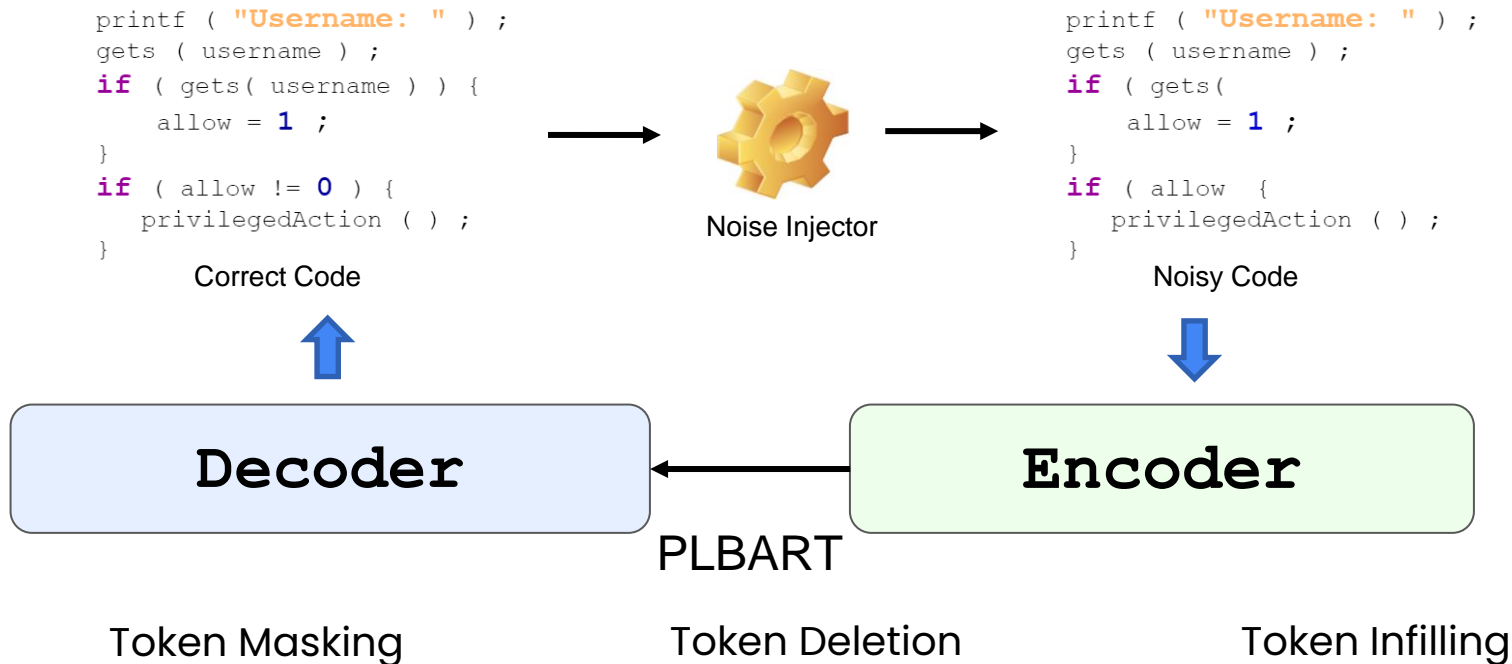 printf ( "Username: " ) ;
gets ( username ) ;
if ( gets( username ) ) {
allow = 1 ;
}
if ( allow != 0 ) {
privilegedAction ( ) ;
}
Correct Code
Noise Injector
printf ( "Username: " ) ;
gets ( username ) ;
if ( gets(
allow = 1 ;
}
if ( allow {
privilegedAction ( ) ;
}
Noisy Code
Decoder
Encoder
PLBART
Token Masking
Token Deletion
Token Infilling